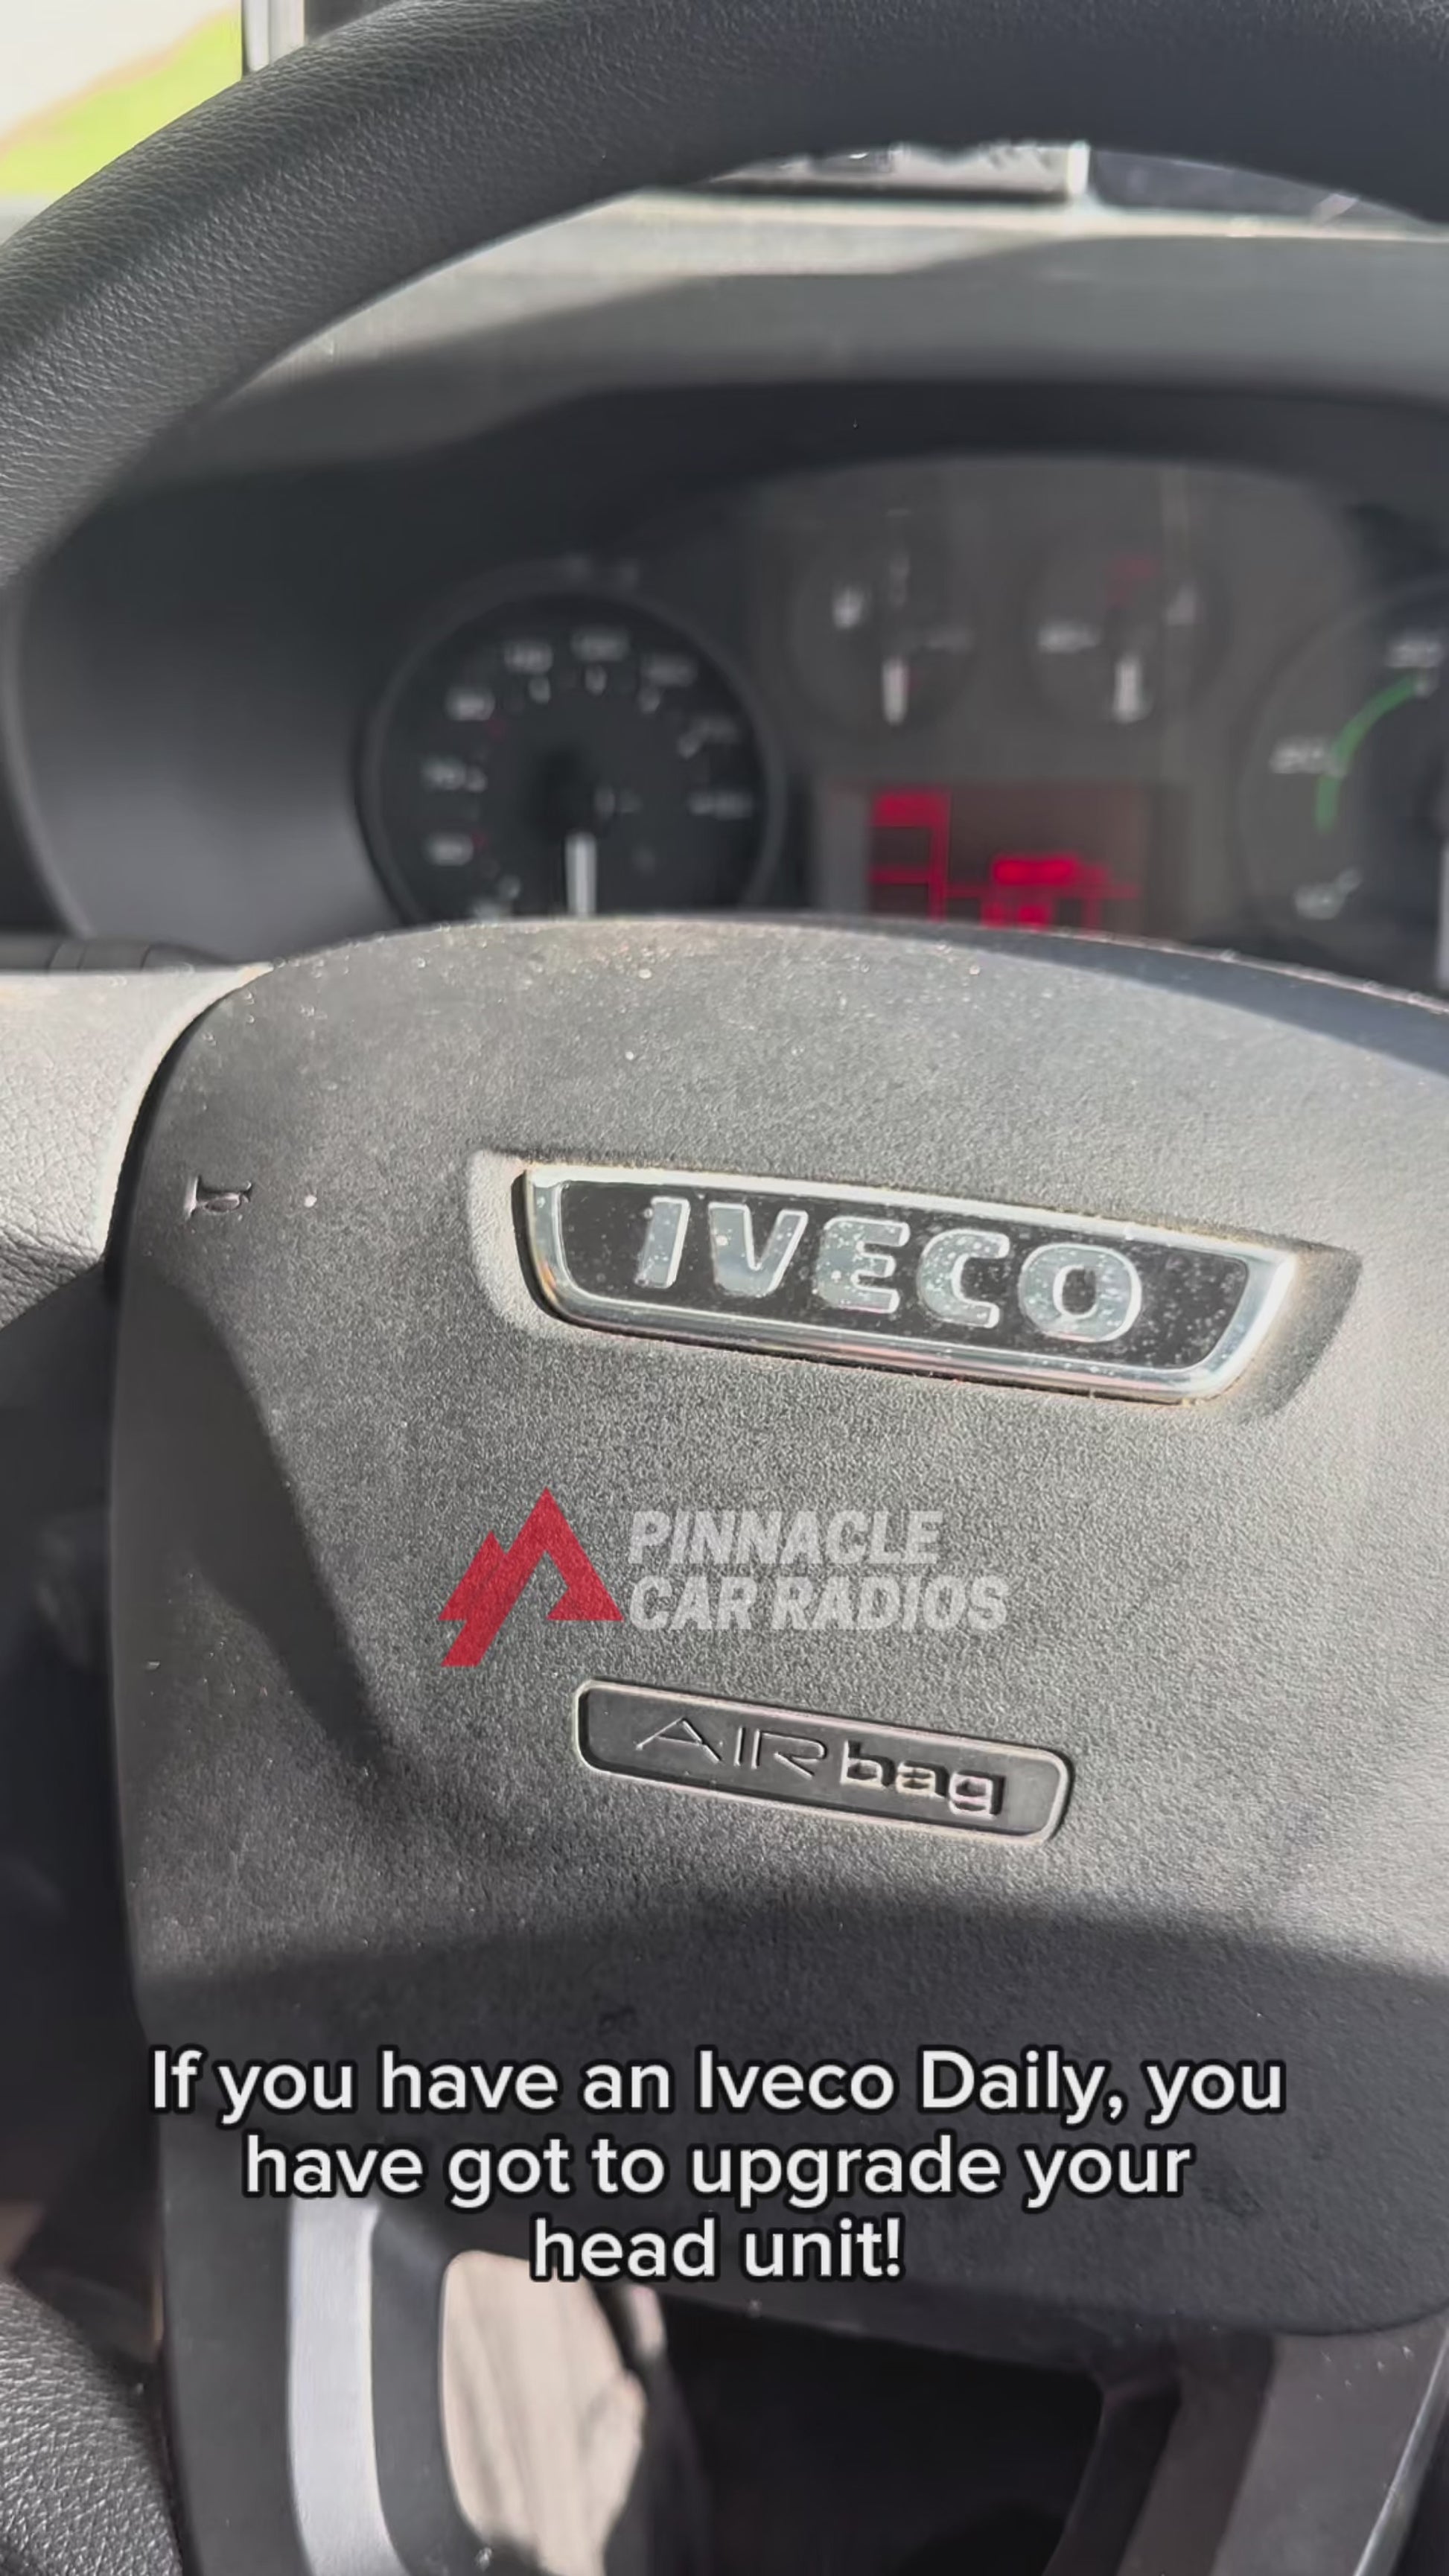 IVECO
PINNACLE
CAR RADIOS
AIRbag
If you have an Iveco Daily, you
have got to upgrade your
head unit!